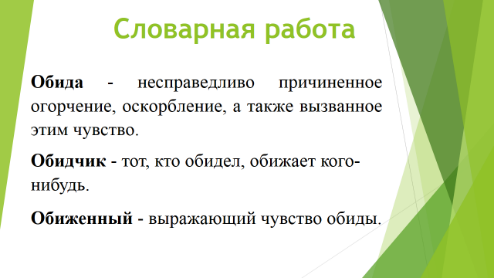 Словарная работа
Обида - несправедливо причиненное
огорчение, оскорбление, а также вызванное
этим чувство.
Обидчик - тот, кто обидел, обижает кого-
нибудь.
Обиженный - выражающий чувство обиды.